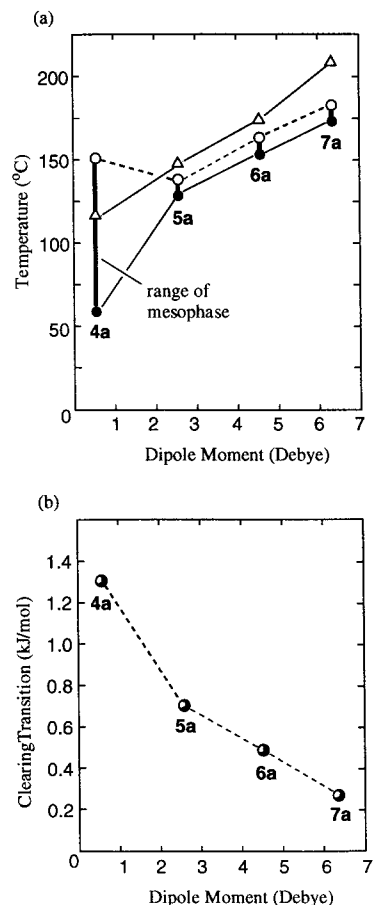 (a)
225
200
150
100
50
0
Temperature (°C)
7a
6a
5a
range of
mesophase
4a
1 2 3 4 5 6 7
Dipole Moment (Debye)
(b)
1.4
1.2
1.0
0.8
0.6
0.4
0.2
0
ClearingTransition (kJ/mol)
4a
5a
6a
7a
1 2 3 4 5 6 7
Dipole Moment (Debye)